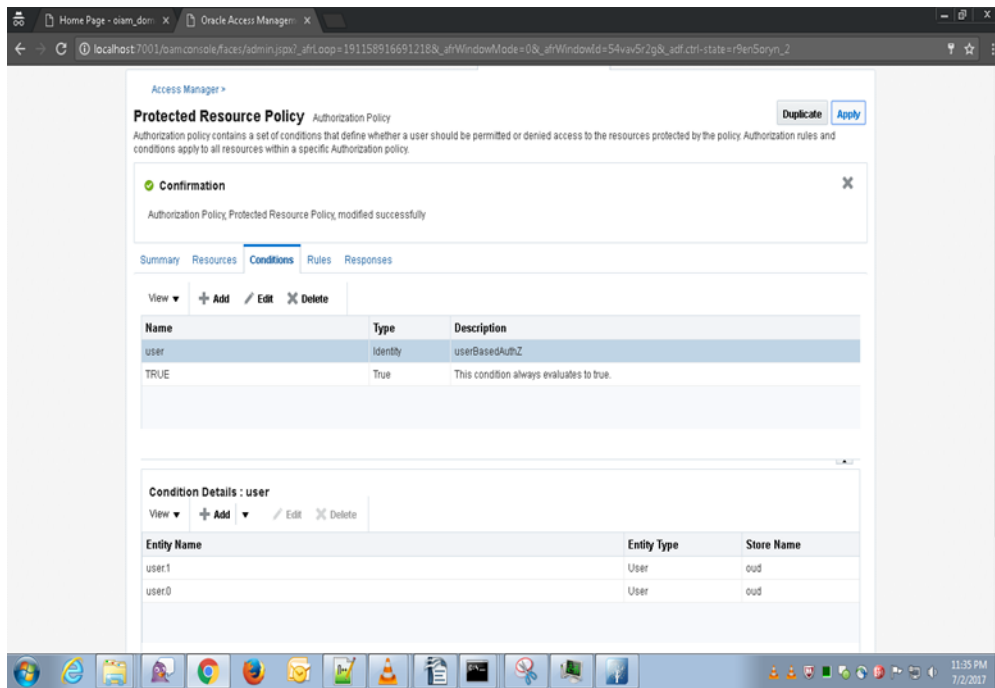 Home Page - oiam_dom
Oracle Access Managem
localhost:7001/oamconsole/faces/admin.jspx?_afrLoop=191158916691218&_afrWindowMode=0&_afrWindowId=54vav5r2g&_adf.ctrl-state=r9en5oryn_2
Access Manager >
Protected Resource Policy Authorization Policy
Duplicate Apply
Authorization policy contains a set of conditions that define whether a user should be permitted or denied access to the resources protected by the policy. Authorization rules and
conditions apply to all resources within a specific Authorization policy.
Confirmation
Authorization Policy, Protected Resource Policy, modified successfully
Summary Resources Conditions Rules Responses
View Add Edit Delete
Name Type Description
user Identity userBasedAuthZ
TRUE True This condition always evaluates to true.
Condition Details : user
View Add Edit Delete
Entity Name Entity Type Store Name
user.1 User oud
user.0 User oud
11:35 PM
7/2/2017